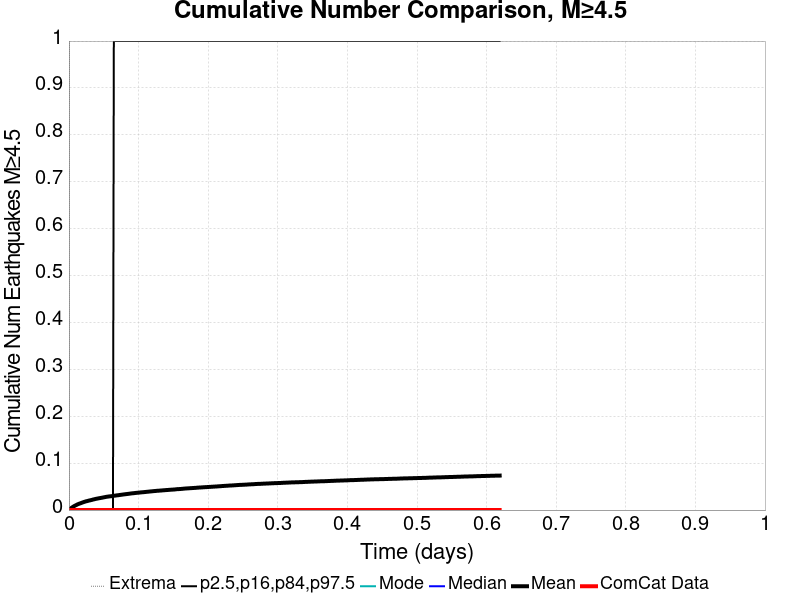 Cumulative Number Comparison, M≥4.5
Cumulative Num Earthquakes M≥4.5
1
0.9
0.8
0.7
0.6
0.5
0.4
0.3
0.2
0.1
0
0 0.1 0.2 0.3 0.4 0.5 0.6 0.7 0.8 0.9 1
Time (days)
Extrema p2.5,p16,p84,p97.5 Mode Median Mean ComCat Data